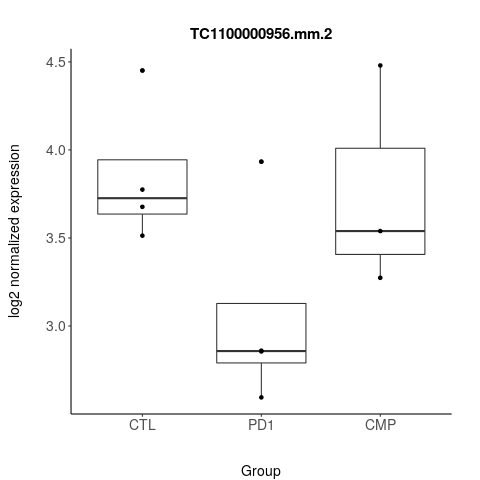 TC1100000956.mm.2
log2 normalized expression
4.5
4.0
3.5
3.0
CTL
PD1
CMP
Group